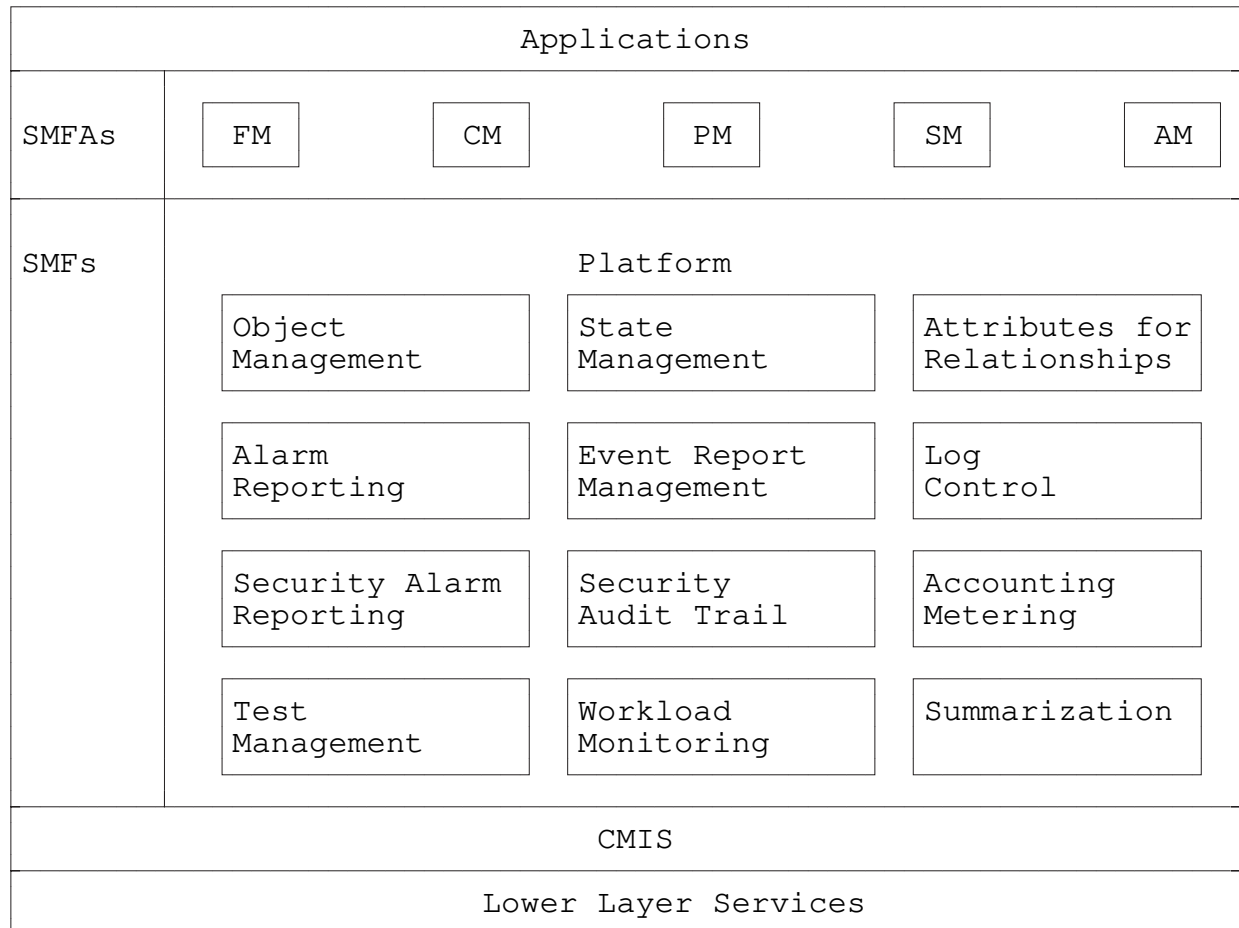 Applications
SMFAs FM CM PM SM AM
SMFs Platform
Object
Management
State
Management
Attributes for
Relationships
Alarm
Reporting
Event Report
Management
Log
Control
Security Alarm
Reporting
Security
Audit Trail
Accounting
Metering
Test
Management
Workload
Monitoring
Summarization
CMIS
Lower Layer Services